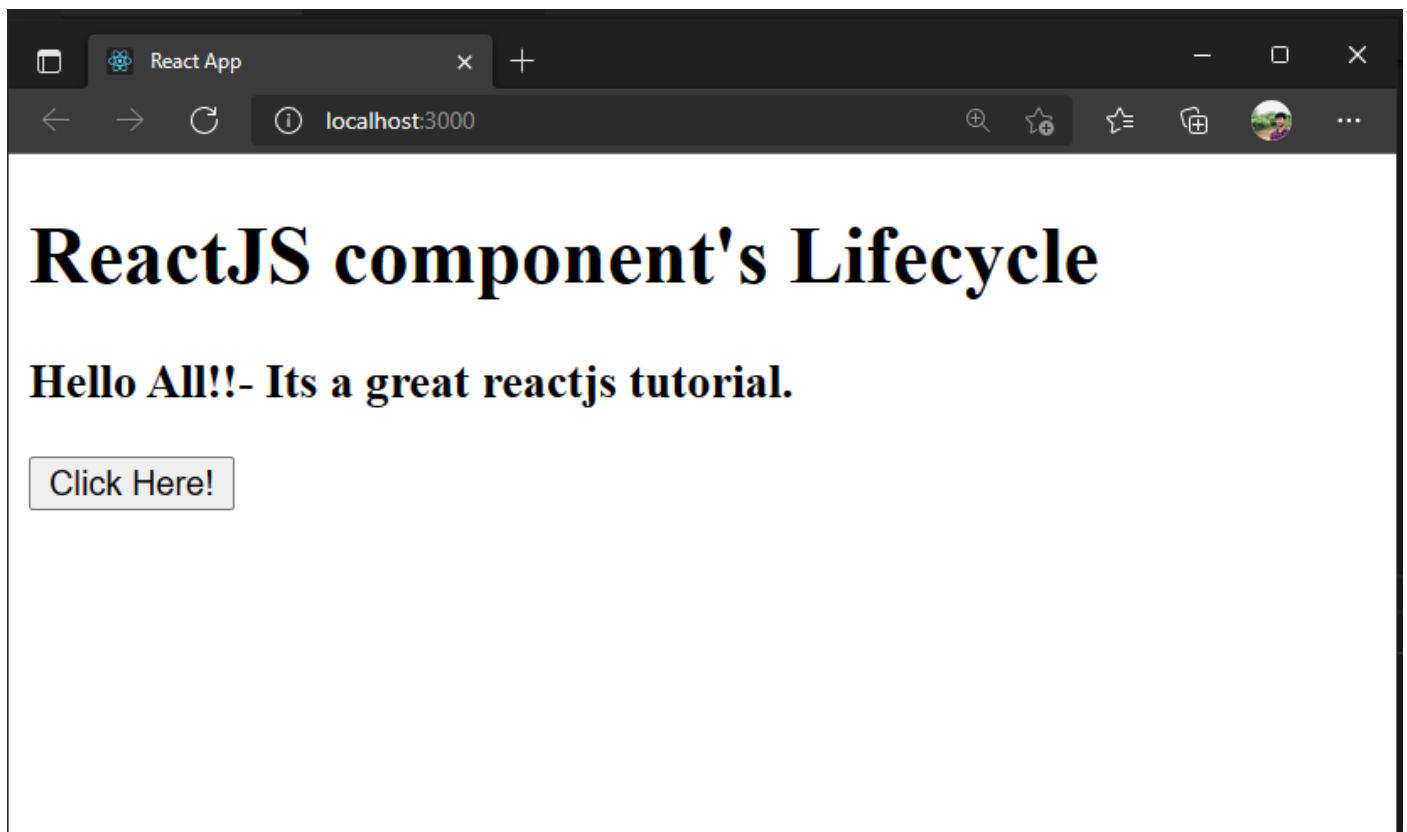 React App
localhost:3000
ReactJS component's Lifecycle
Hello All!!- Its a great reactjs tutorial.
Click Here!